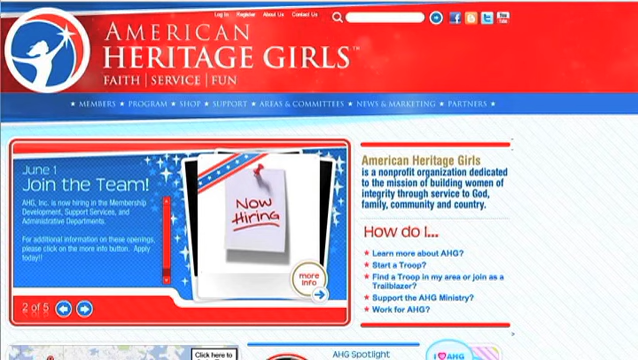 Log In Register About Us Contact Us
AMERICAN
HERITAGE GIRLS™
FAITH | SERVICE | FUN
★ MEMBERS ★ PROGRAM ★ SHOP ★ SUPPORT ★ AREAS & COMMITTEES ★ NEWS & MARKETING ★ PARTNERS ★
June 1
Join the Team!
AHG, Inc. is now hiring in the Membership
Development, Support Services, and
Administrative Departments.
For additional information on these openings,
please click on the more info button. Apply
today!!
Now
Hiring
more
info
2 of 5
American Heritage Girls
is a nonprofit organization dedicated
to the mission of building women of
integrity through service to God,
family, community and country.
How do I...
★ Learn more about AHG?
★ Start a Troop?
★ Find a Troop in my area or join as a
Trailblazer?
★ Support the AHG Ministry?
★ Work for AHG?
Click here to
AHG Spotlight
I ♥ AHG